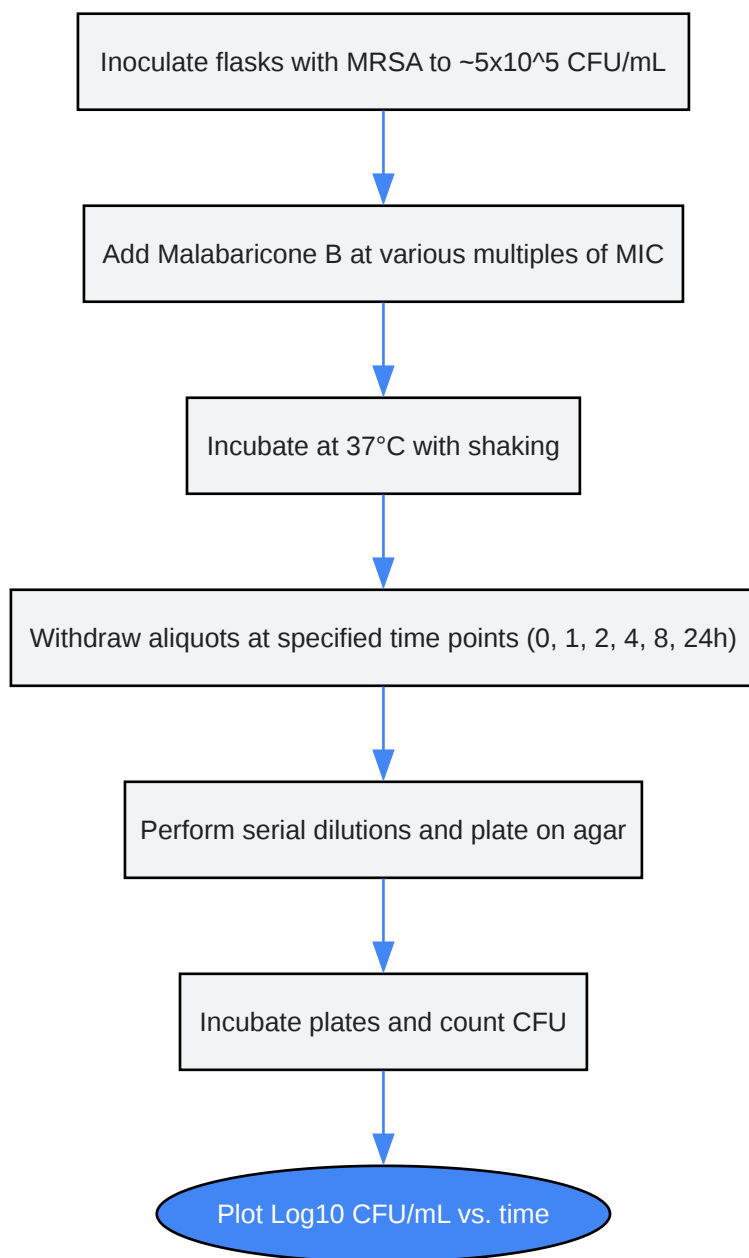 Inoculate flasks with MRSA to ~5x10^5 CFU/mL
Add Malabaricone B at various multiples of MIC
Incubate at 37°C with shaking
Withdraw aliquots at specified time points (0, 1, 2, 4, 8, 24h)
Perform serial dilutions and plate on agar
Incubate plates and count CFU
Plot Log10 CFU/mL vs. time